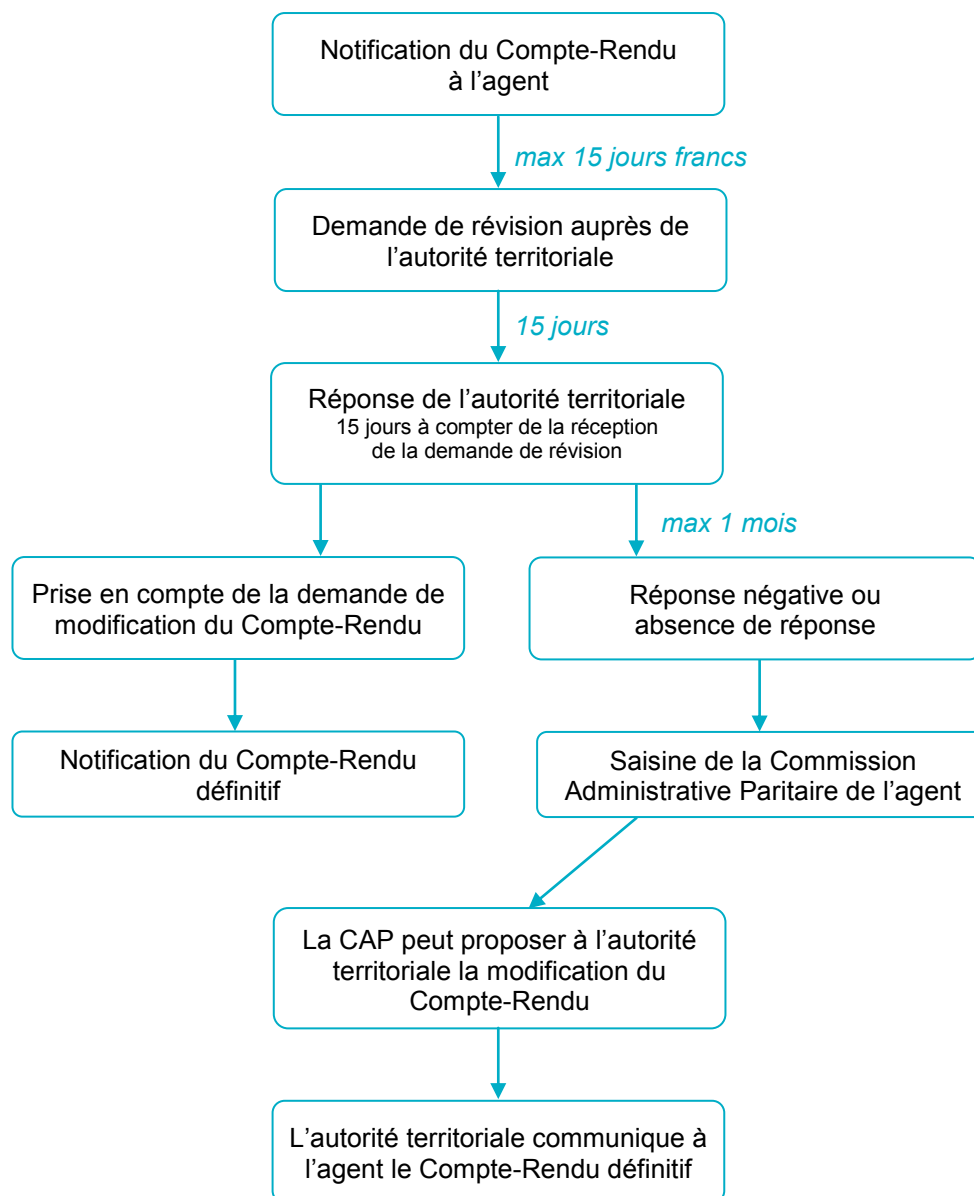 Notification du Compte-Rendu
à l’agent
max 15 jours francs
Demande de révision auprès de
l’autorité territoriale
15 jours
Réponse de l’autorité territoriale
15 jours à compter de la réception
de la demande de révision
max 1 mois
Prise en compte de la demande de
modification du Compte-Rendu
Réponse négative ou
absence de réponse
Notification du Compte-Rendu
définitif
Saisine de la Commission
Administrative Paritaire de l’agent
La CAP peut proposer à l’autorité
territoriale la modification du
Compte-Rendu
L’autorité territoriale communique à
l’agent le Compte-Rendu définitif